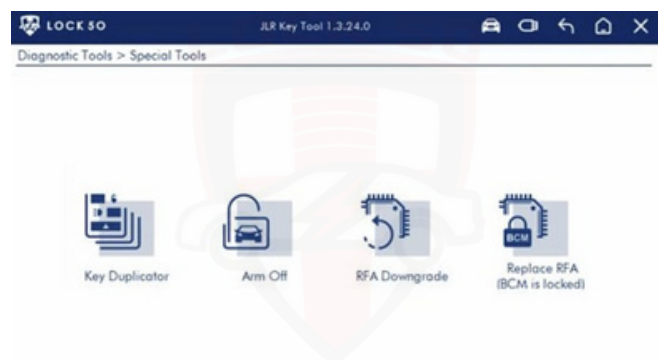 LOCK 50
JLR Key Tool 1.3.24.0
Diagnostic Tools > Special Tools
BCM
Key Duplicator
Arm Off
RFA Downgrade
Replace RFA
(BCM is locked)